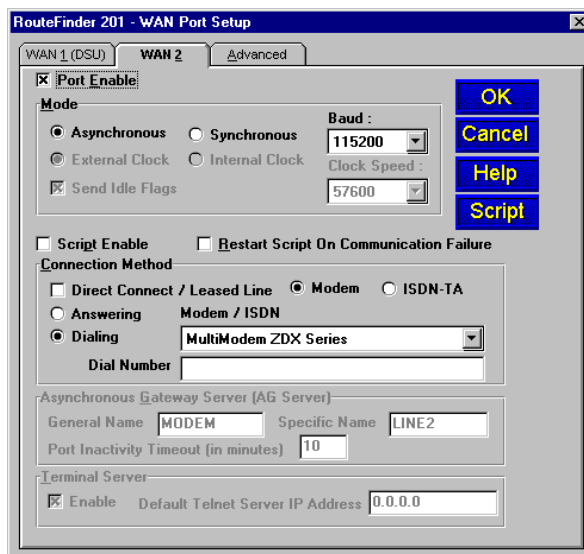 RouteFinder 201 - WAN Port Setup
WAN 1 (DSU) WAN 2 Advanced
Port Enable
Mode
Asynchronous Synchronous
External Clock Internal Clock
Send Idle Flags
Baud :
115200
Clock Speed :
57600
OK
Cancel
Help
Script
Script Enable Restart Script On Communication Failure
Connection Method
Direct Connect / Leased Line Modem ISDN-TA
Answering Modem / ISDN
Dialing MultiModem ZDX Series
Dial Number
Asynchronous Gateway Server (AG Server)
General Name MODEM Specific Name LINE2
Port Inactivity Timeout (in minutes) 10
Terminal Server
Enable Default Telnet Server IP Address 0.0.0.0